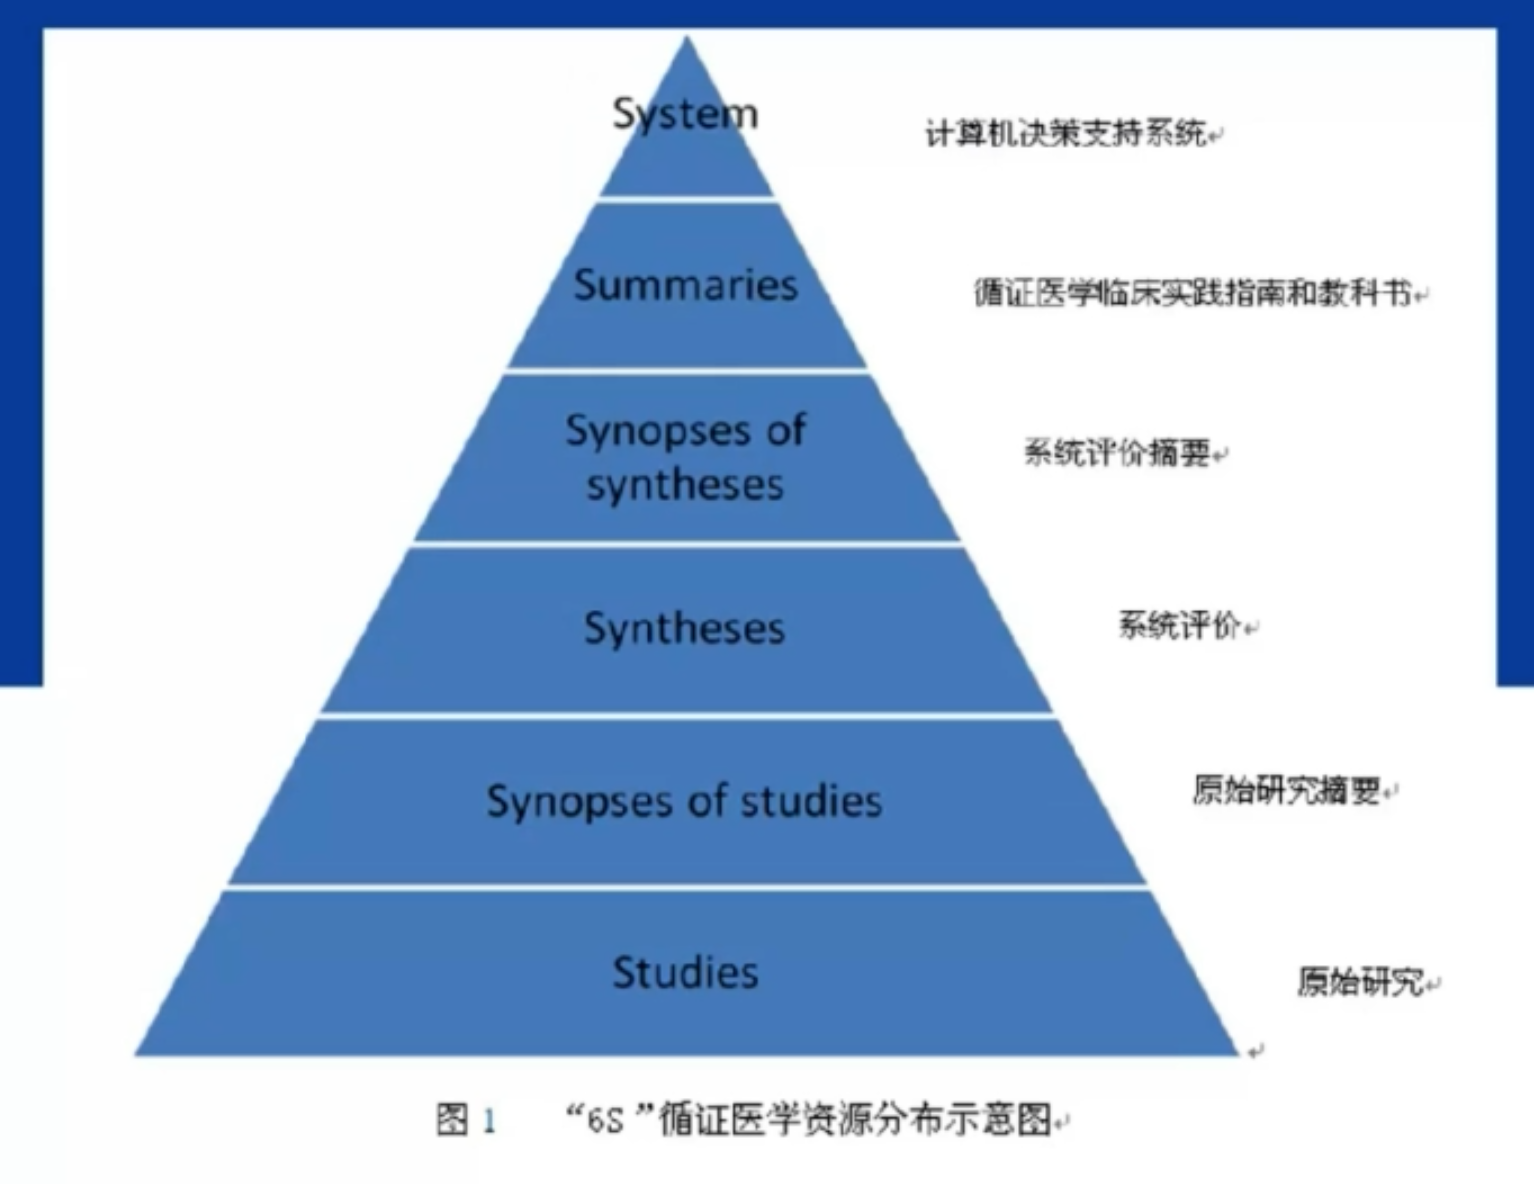 System
计算机决策支持系统
Summaries
循证医学临床实践指南和教科书
Synopses of
syntheses
系统评价摘要
Syntheses
系统评价
Synopses of studies
原始研究摘要
Studies
原始研究
图 1 “6S ”循证医学资源分布示意图